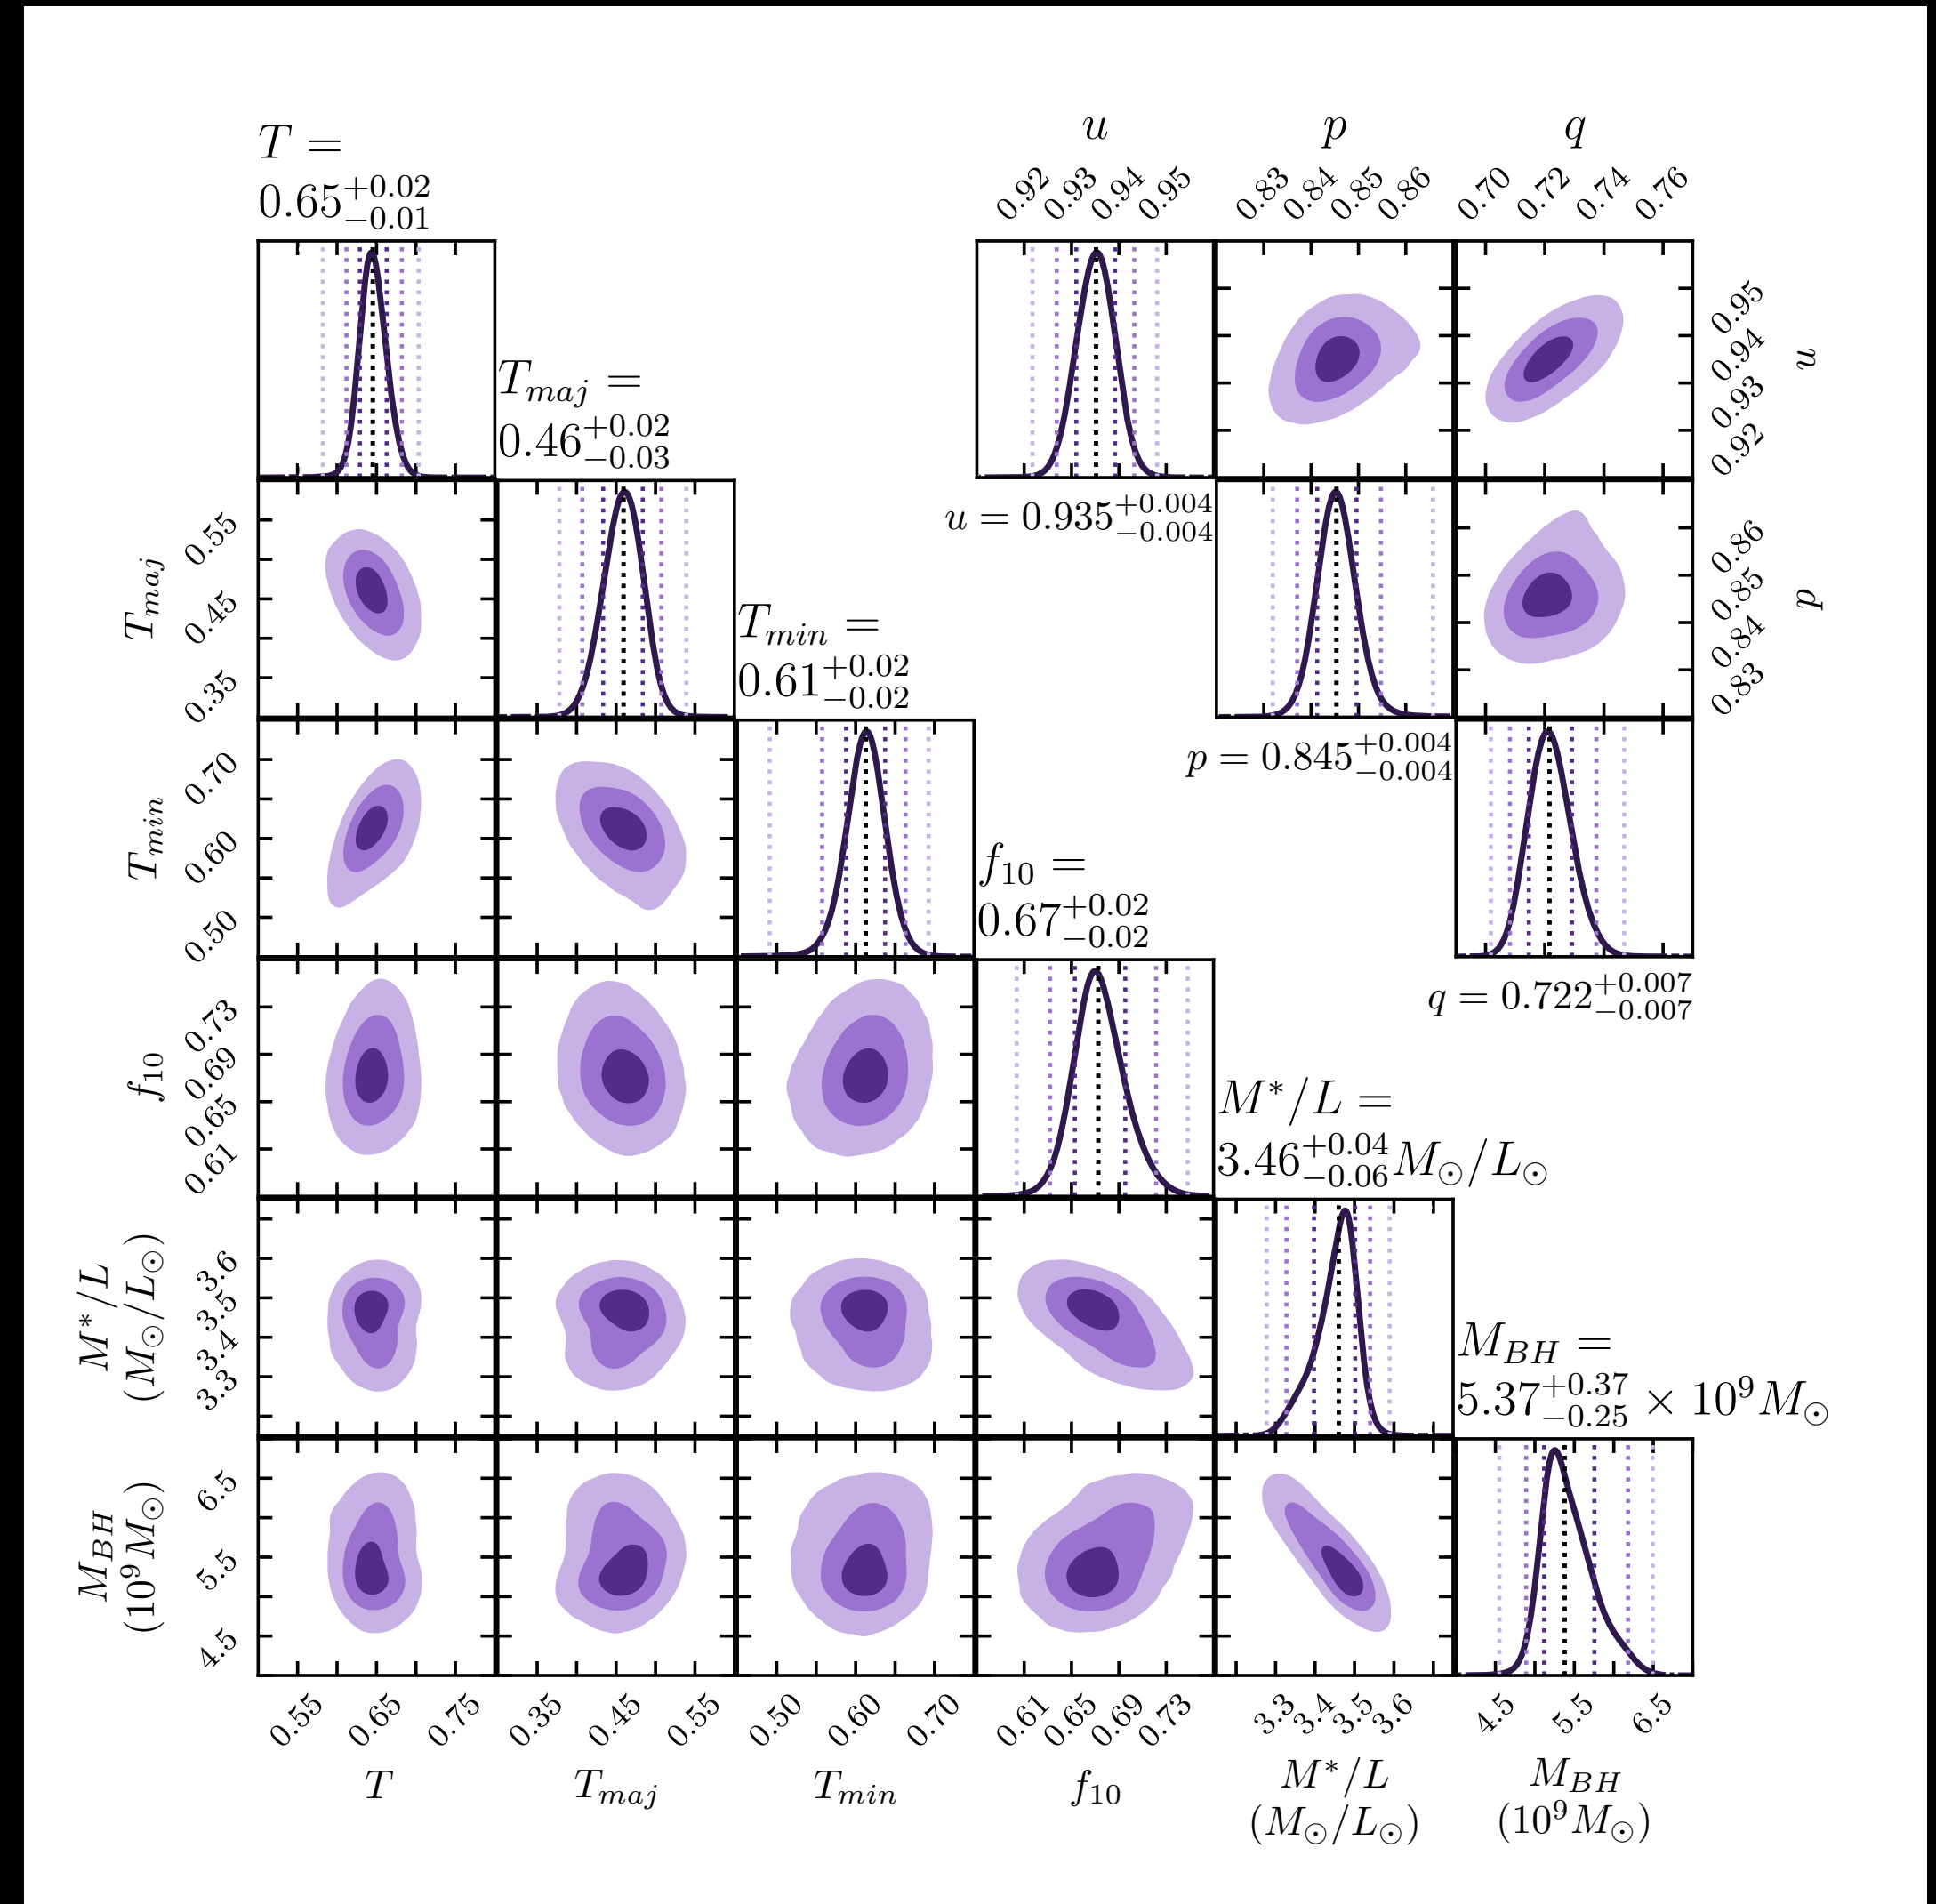 u p q
T =
0.65^{+0.02}_{-0.01}
0.92 0.93 0.94 0.95 0.83 0.84 0.85 0.86 0.70 0.72 0.74 0.76
0.95
0.94
0.93
0.92
u
T_{maj} =
0.46^{+0.02}_{-0.03}
u = 0.935^{+0.004}_{-0.004}
T_{maj}
0.55
0.45
0.35
0.86
0.85
0.84
0.83
p
T_{min} =
0.61^{+0.02}_{-0.02}
p = 0.845^{+0.004}_{-0.004}
T_{min}
0.70
0.60
0.50
f_{10} =
0.67^{+0.02}_{-0.02}
q = 0.722^{+0.007}_{-0.007}
f_{10}
0.73
0.69
0.65
0.61
M*/L =
3.46^{+0.04}_{-0.06} M_⊙/L_⊙
M*/L
(M_⊙/L_⊙)
3.6
3.5
3.4
3.3
M_{BH} =
5.37^{+0.37}_{-0.25} × 10^9 M_⊙
M_{BH}
(10^9 M_⊙)
6.5
5.5
4.5
0.55 0.65 0.75 0.35 0.45 0.55 0.50 0.60 0.70 0.61 0.65 0.69 0.73 3.3 3.4 3.5 3.6 4.5 5.5 6.5
T T_{maj} T_{min} f_{10} M*/L M_{BH}
(M_⊙/L_⊙) (10^9 M_⊙)